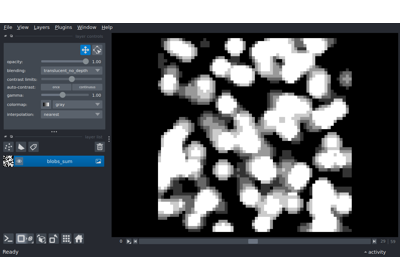 File View Layers Plugins Window Help
opacity: 1.00
blending: translucent_no_depth
contrast limits:
auto-contrast: once continuous
gamma: 1.00
colormap: gray
interpolation: nearest
blobs_sum
Ready
activity